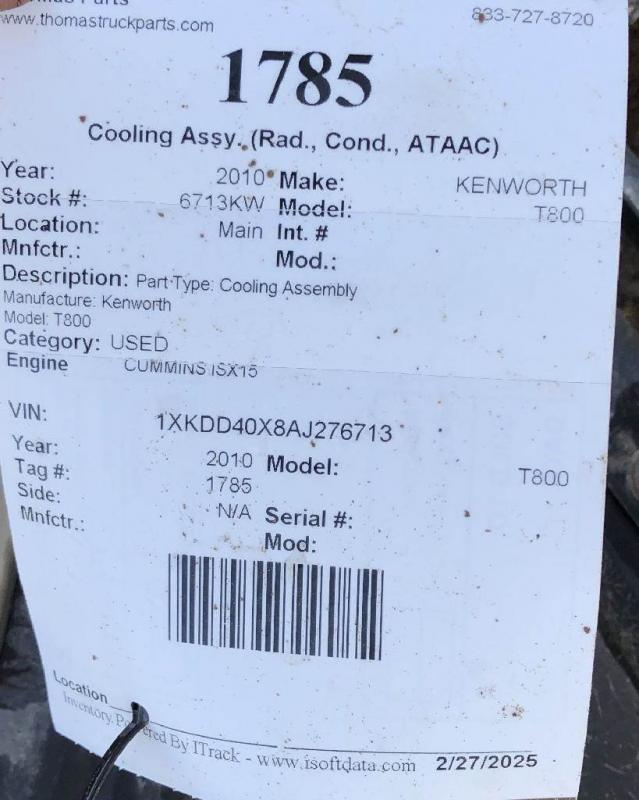 Parts
www.thomastruckparts.com 833-727-8720
1785
Cooling Assy. (Rad., Cond., ATAAC)
Year: 2010 Make: KENWORTH
Stock #: 6713KW Model: T800
Location: Main Int. #
Mnfctr.: Mod.:
Description: Part Type: Cooling Assembly
Manufacture: Kenworth
Model: T800
Category: USED
Engine CUMMINS ISX15
VIN: 1XKDD40X8AJ276713
Year: 2010 Model: T800
Tag #: 1785
Side: N/A Serial #:
Mnfctr.: Mod:
Location
Inventory By ITrack - www.isoftdata.com 2/27/2025